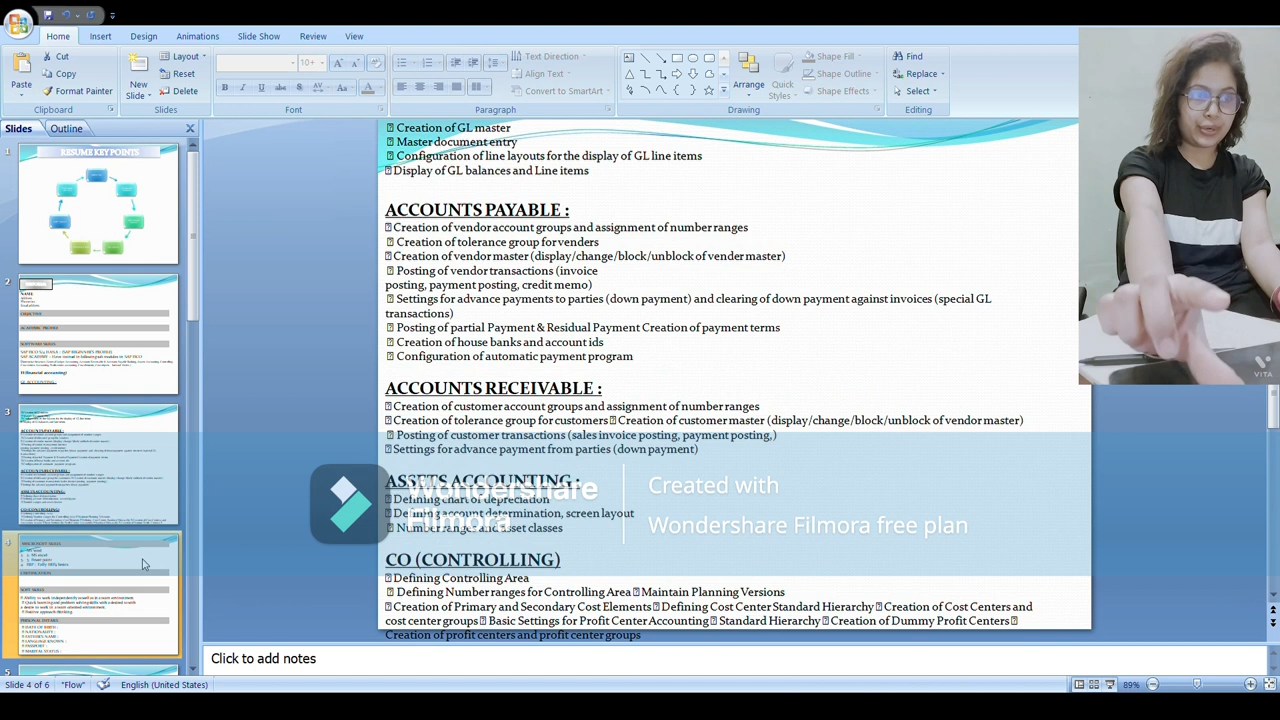 Home Insert Design Animations Slide Show Review View
Paste
Cut
Copy
Format Painter
Clipboard
New Slide
Layout
Reset
Delete
Slides
10+
Font
Paragraph
Text Direction
Align Text
Convert to SmartArt
Arrange
Quick Styles
Shape Fill
Shape Outline
Shape Effects
Drawing
Find
Replace
Select
Editing
Slides Outline
1
RESUME KEY POINTS
2
3
4
5
Creation of GL master
Master document entry
Configuration of line layouts for the display of GL line items
Display of GL balances and Line items
ACCOUNTS PAYABLE :
Creation of vendor account groups and assignment of number ranges
Creation of tolerance group for venders
Creation of vendor master (display/change/block/unblock of vender master)
Posting of vendor transactions (invoice
posting, payment posting, credit memo)
Settings for advance payments to parties (down payment) and clearing of down payment against invoices (special GL
transactions)
Posting of partial Payment & Residual Payment Creation of payment terms
Creation of house banks and account ids
Configuration of automatic payment program
ACCOUNT RECEIVABLE :
Creation of customer account groups and assignment of number ranges
Creation of tolerance group for customers Creation of customer master (display/change/block/unblock of vendor master)
Posting of customer transactions (sales invoice posting, payment posting,)
Settings for advance payment from parties (down payment)
ASSETS ACCOUNTING
Defining depreciation
determination, screen layout
asset classes
Wondershare
Filmora
Created with
Wondershare Filmora free plan
CO (CONTROLLING)
Defining Controlling Area
Defining Number ranges for Controlling Area Maintain Planning Versions
Creation of Primary and Secondary Cost Elements Defining Cost Center Standard Hierarchy Creation of Cost Centers and
cost center groups Basic Settings for Profit Center Accounting Standard Hierarchy Creation of Dummy Profit Centers
Creation of profit centers and profit center groups
VITA
Click to add notes
Slide 4 of 6 "Flow" English (United States) 89%